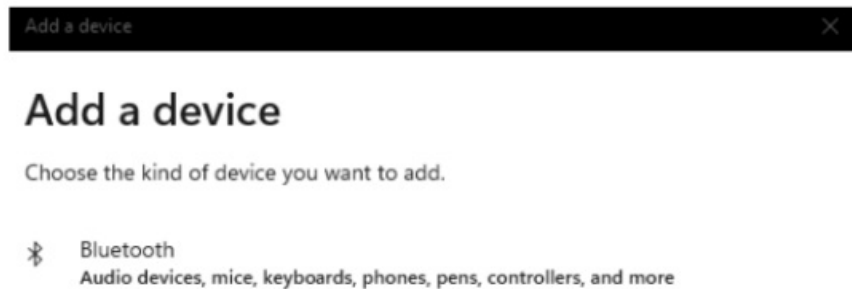 Add a device
Add a device
Choose the kind of device you want to add.
Bluetooth
Audio devices, mice, keyboards, phones, pens, controllers, and more